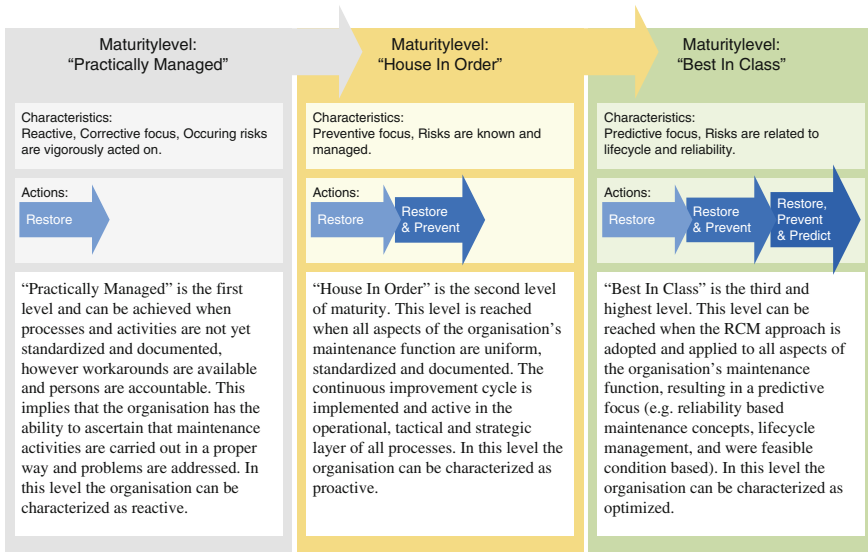 Maturitylevel:
“Practically Managed”
Characteristics:
Reactive, Corrective focus, Occuring risks
are vigorously acted on.
Actions:
Restore
“Practically Managed” is the first
level and can be achieved when
processes and activities are not yet
standardized and documented,
however workarounds are available
and persons are accountable. This
implies that the organisation has the
ability to ascertain that maintenance
activities are carried out in a proper
way and problems are addressed. In
this level the organisation can be
characterized as reactive.
Maturitylevel:
“House In Order”
Characteristics:
Preventive focus, Risks are known and
managed.
Actions:
Restore
Restore
& Prevent
“House In Order” is the second level
of maturity. This level is reached
when all aspects of the organisation’s
maintenance function are uniform,
standardized and documented. The
continuous improvement cycle is
implemented and active in the
operational, tactical and strategic
layer of all processes. In this level the
organisation can be characterized as
proactive.
Maturitylevel:
“Best In Class”
Characteristics:
Predictive focus, Risks are related to
lifecycle and reliability.
Actions:
Restore
Restore
& Prevent
Restore,
Prevent
& Predict
“Best In Class” is the third and
highest level. This level can be
reached when the RCM approach is
adopted and applied to all aspects of
the organisation’s maintenance
function, resulting in a predictive
focus (e.g. reliability based
maintenance concepts, lifecycle
management, and were feasible
condition based). In this level the
organisation can be characterized as
optimized.